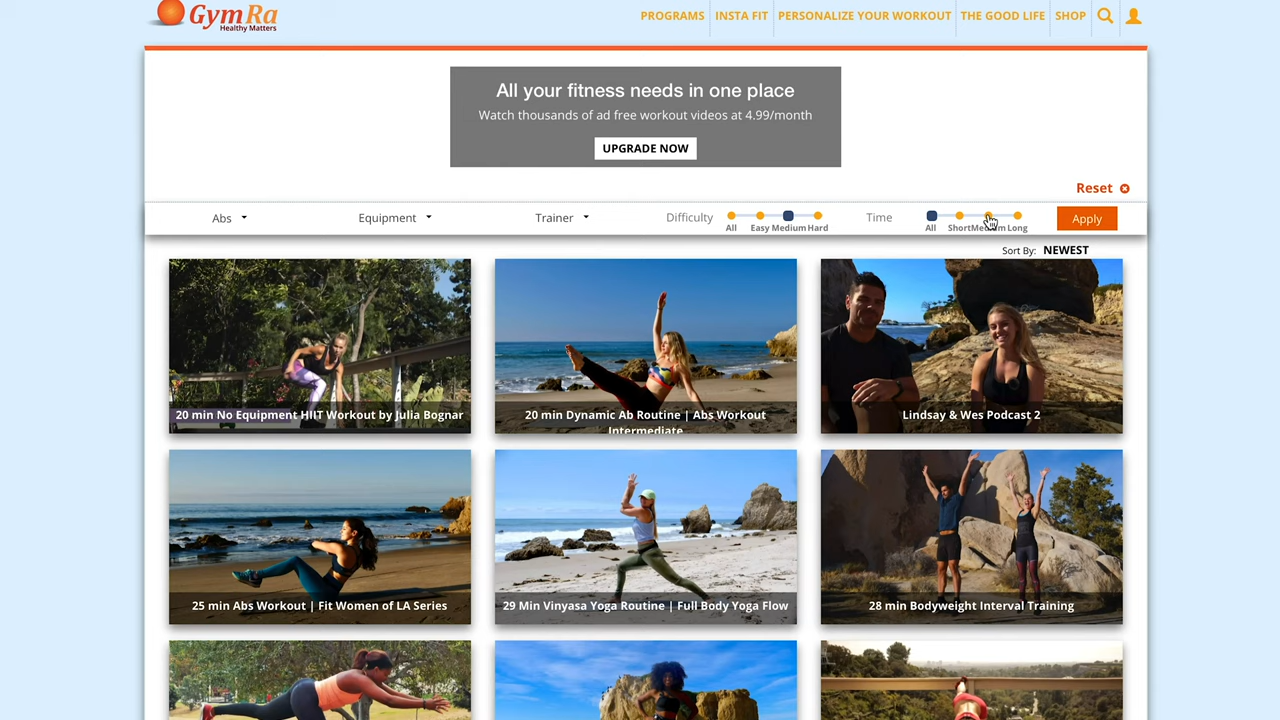 GymRa
Healthy Matters
PROGRAMS INSTA FIT PERSONALIZE YOUR WORKOUT THE GOOD LIFE SHOP
All your fitness needs in one place
Watch thousands of ad free workout videos at 4.99/month
UPGRADE NOW
Reset
Abs Equipment Trainer Difficulty All Easy Medium Hard Time All Short Medium Long Apply
Sort By: NEWEST
20 min No Equipment HIIT Workout by Julia Bognar
20 min Dynamic Ab Routine | Abs Workout
Intermediate
Lindsay & Wes Podcast 2
25 min Abs Workout | Fit Women of LA Series
29 Min Vinyasa Yoga Routine | Full Body Yoga Flow
28 min Bodyweight Interval Training